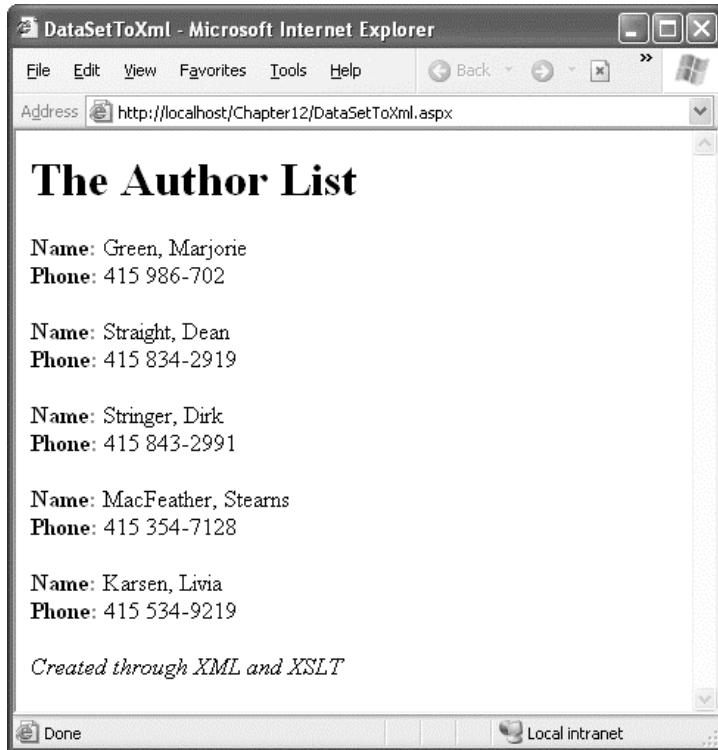 DataSetToXml - Microsoft Internet Explorer
File Edit View Favorites Tools Help Back »
Address http://localhost/Chapter12/DataSetToXml.aspx
The Author List
Name: Green, Marjorie
Phone: 415 986-702
Name: Straight, Dean
Phone: 415 834-2919
Name: Stringer, Dirk
Phone: 415 843-2991
Name: MacFeather, Stearns
Phone: 415 354-7128
Name: Karsen, Livia
Phone: 415 534-9219
Created through XML and XSLT
Done Local intranet